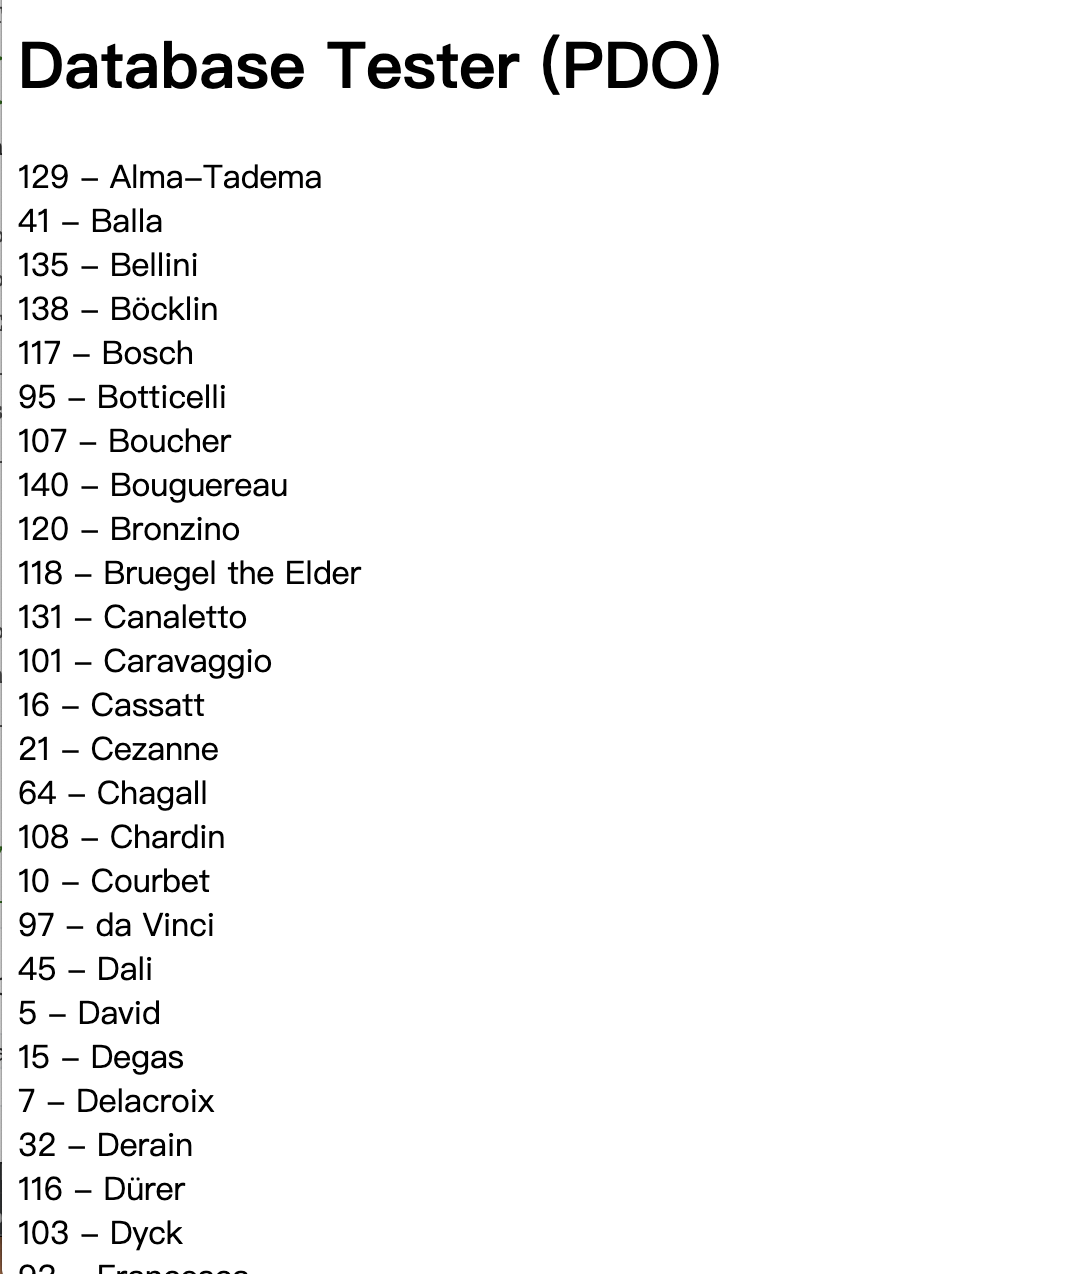 Database Tester (PDO)
129 – Alma–Tadema
41 – Balla
135 – Bellini
138 – Böcklin
117 – Bosch
95 – Botticelli
107 – Boucher
140 – Bouguereau
120 – Bronzino
118 – Bruegel the Elder
131 – Canaletto
101 – Caravaggio
16 – Cassatt
21 – Cezanne
64 – Chagall
108 – Chardin
10 – Courbet
97 – da Vinci
45 – Dali
5 – David
15 – Degas
7 – Delacroix
32 – Derain
116 – Dürer
103 – Dyck